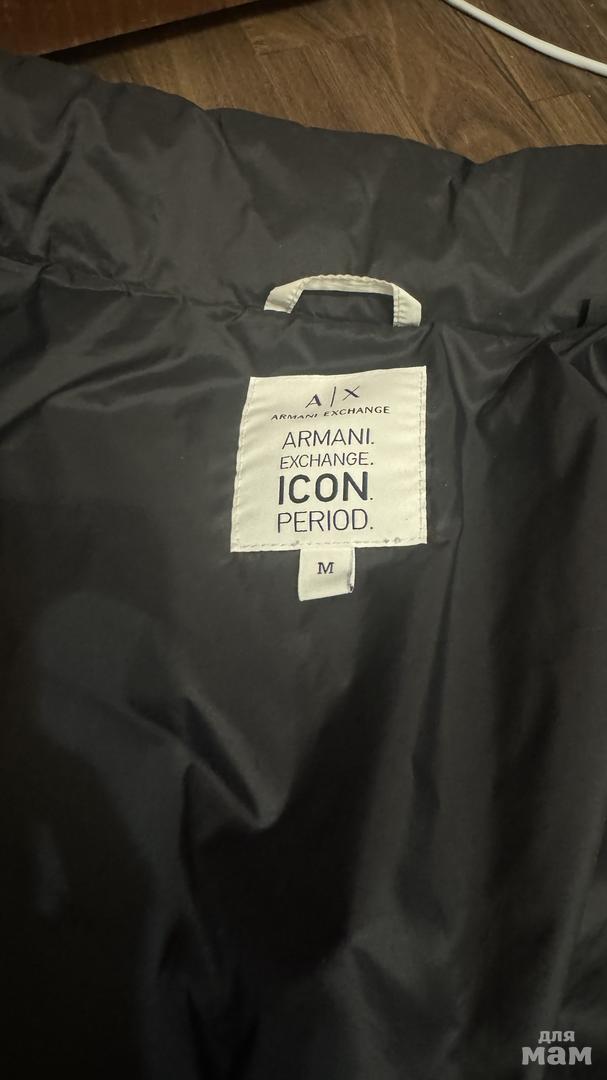 A|X
ARMANI EXCHANGE
ARMANI.
EXCHANGE.
ICON.
PERIOD.
M
для
мам